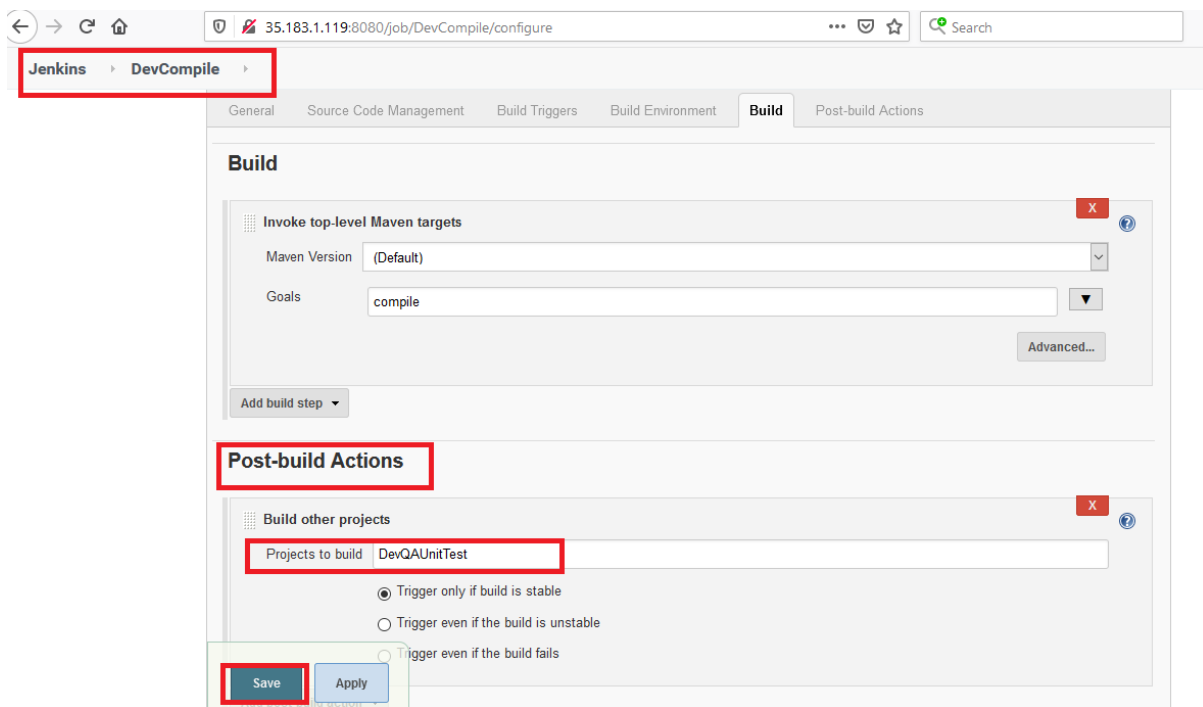 35.183.1.119:8080/job/DevCompile/configure
Search
Jenkins DevCompile
General Source Code Management Build Triggers Build Environment Build Post-build Actions
Build
X
Invoke top-level Maven targets
Maven Version (Default)
Goals compile
Advanced...
Add build step
Post-build Actions
X
Build other projects
Projects to build DevQAUnitTest
Trigger only if build is stable
Trigger even if the build is unstable
Trigger even if the build fails
Save Apply